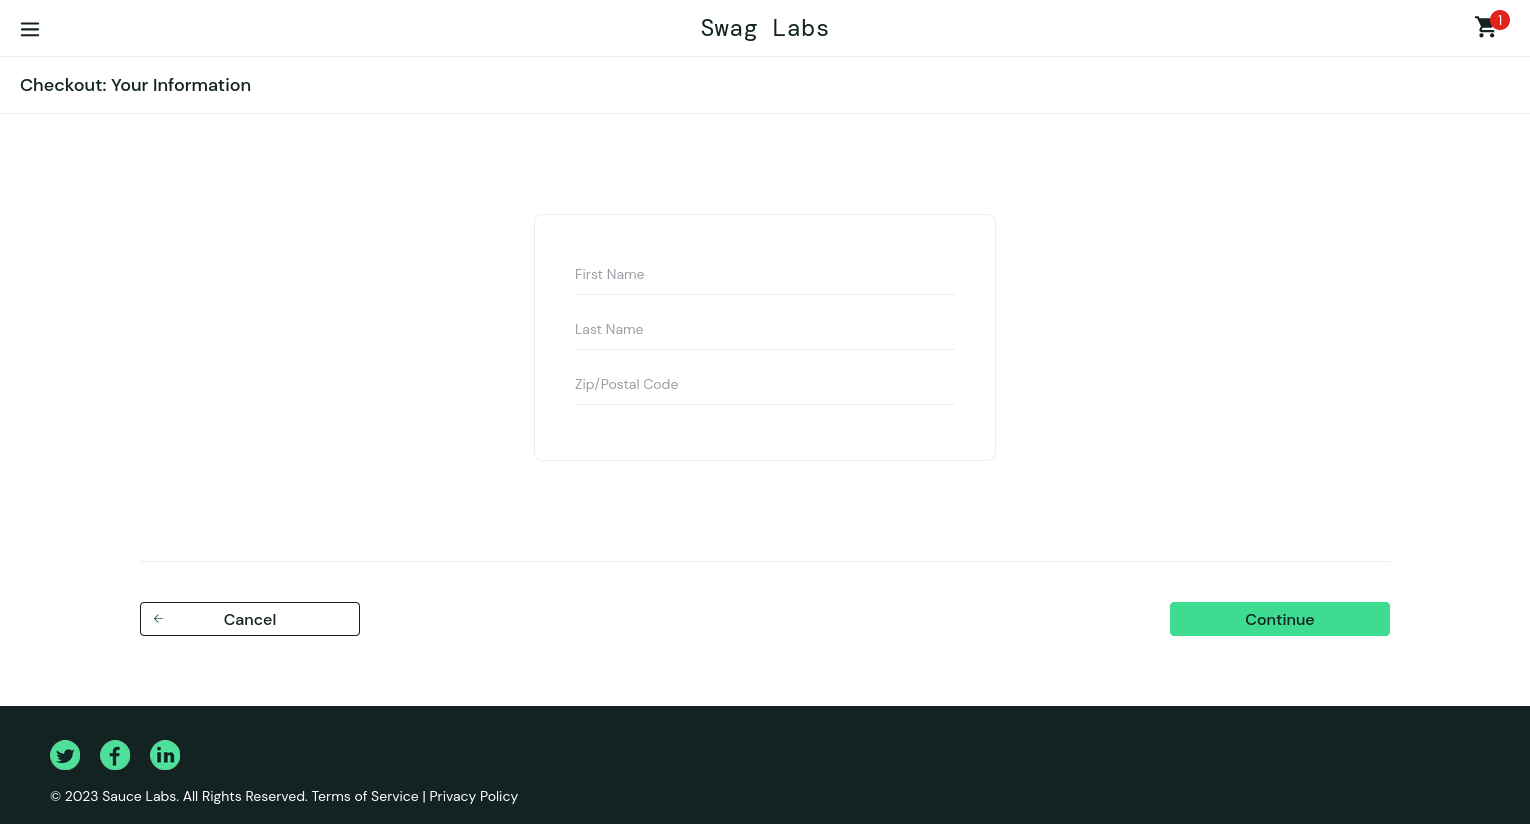 Swag Labs
1
Checkout: Your Information
First Name
Last Name
Zip/Postal Code
Cancel
Continue
© 2023 Sauce Labs. All Rights Reserved. Terms of Service | Privacy Policy